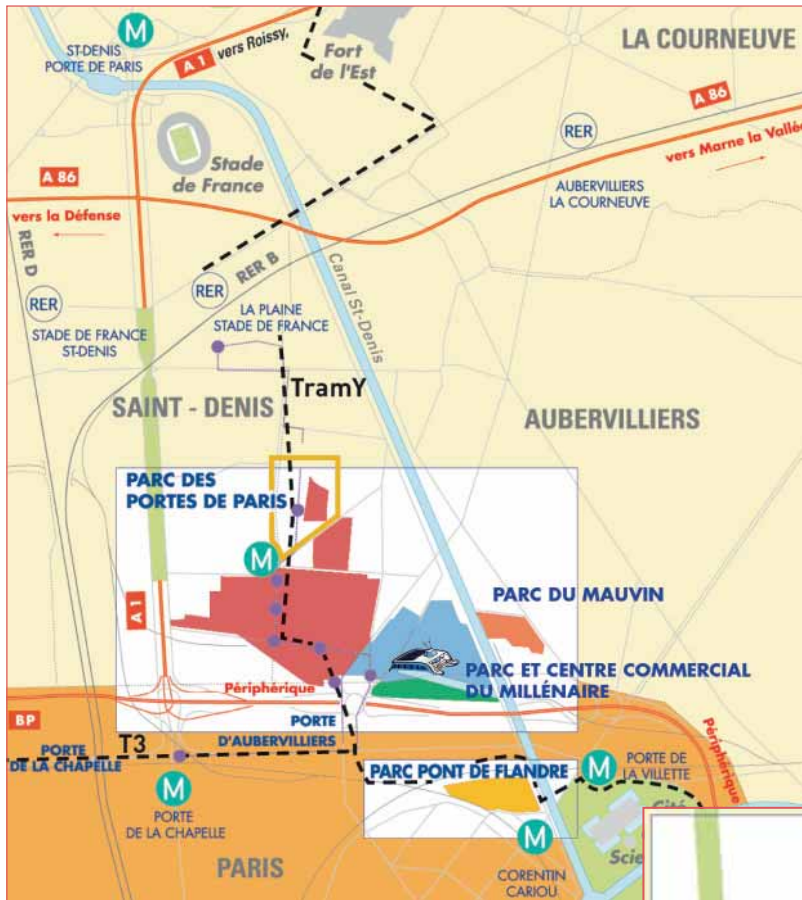 M
ST-DENIS
PORTE DE PARIS
A 1
vers Roissy,
Fort
de l'Est
LA COURNEUVE
A 86
RER
vers Marne la Vallée
Stade
de France
AUBERVILLIERS
LA COURNEUVE
A 86
vers la Défense
RER D
RER B
RER
RER
Canal St-Denis
LA PLAINE
STADE DE FRANCE
STADE DE FRANCE
ST-DENIS
TramY
SAINT - DENIS
AUBERVILLIERS
PARC DES
PORTES DE PARIS
M
A 1
PARC DU MAUVIN
PARC ET CENTRE COMMERCIAL
DU MILLÉNAIRE
Périphérique
BP
PORTE
D'AUBERVILLIERS
Périphérique
T3
PORTE
DE LA CHAPELLE
PARC PONT DE FLANDRE
M
PORTE DE
LA VILLETTE
M
PORTE
DE LA CHAPELLE
Cité
M
PARIS
CORENTIN
CARIOU